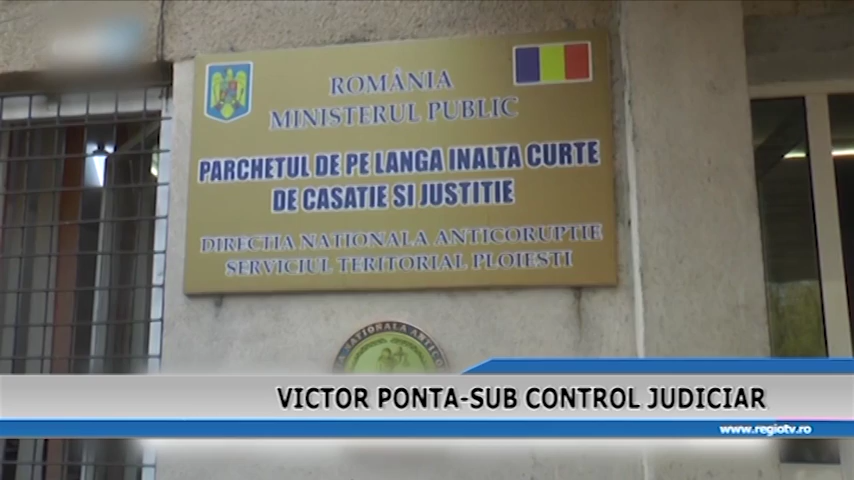 ROMÂNIA
MINISTERUL PUBLIC
PARCHETUL DE PE LANGA INALTA CURTE
DE CASATIE SI JUSTITIE
DIRECTIA NATIONALA ANTICORUPTIE
SERVICIUL TERITORIAL PLOIESTI
NATIONALA
VICTOR PONTA-SUB CONTROL JUDICIAR
www.regiotv.ro